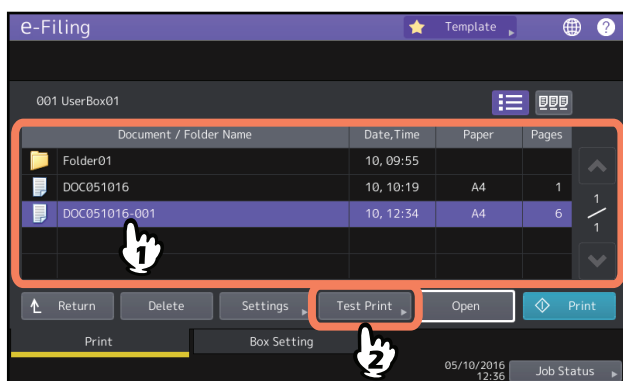 e-Filing Template ?
001 UserBox01
Document / Folder Name Date,Time Paper Pages
Folder01 10, 09:55
DOC051016 10, 10:19 A4 1
DOC051016-001 10, 12:34 A4 6
1
1
1
Return Delete Settings Test Print Open Print
2
Print Box Setting
05/10/2016
12:36
Job Status